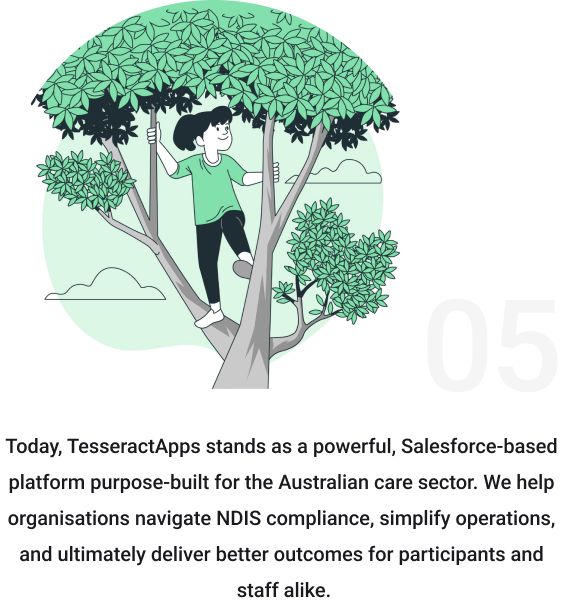 05
Today, TesseractApps stands as a powerful, Salesforce-based
platform purpose-built for the Australian care sector. We help
organisations navigate NDIS compliance, simplify operations,
and ultimately deliver better outcomes for participants and
staff alike.